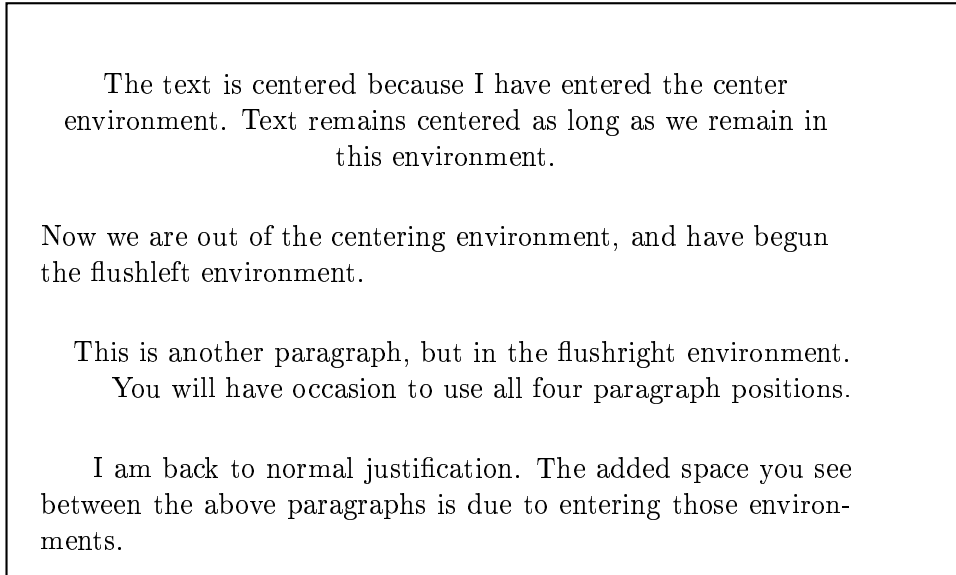 The text is centered because I have entered the center
environment. Text remains centered as long as we remain in
this environment.
Now we are out of the centering environment, and have begun
the flushleft environment.
This is another paragraph, but in the flushright environment.
You will have occasion to use all four paragraph positions.
I am back to normal justification. The added space you see
between the above paragraphs is due to entering those environ-
ments.